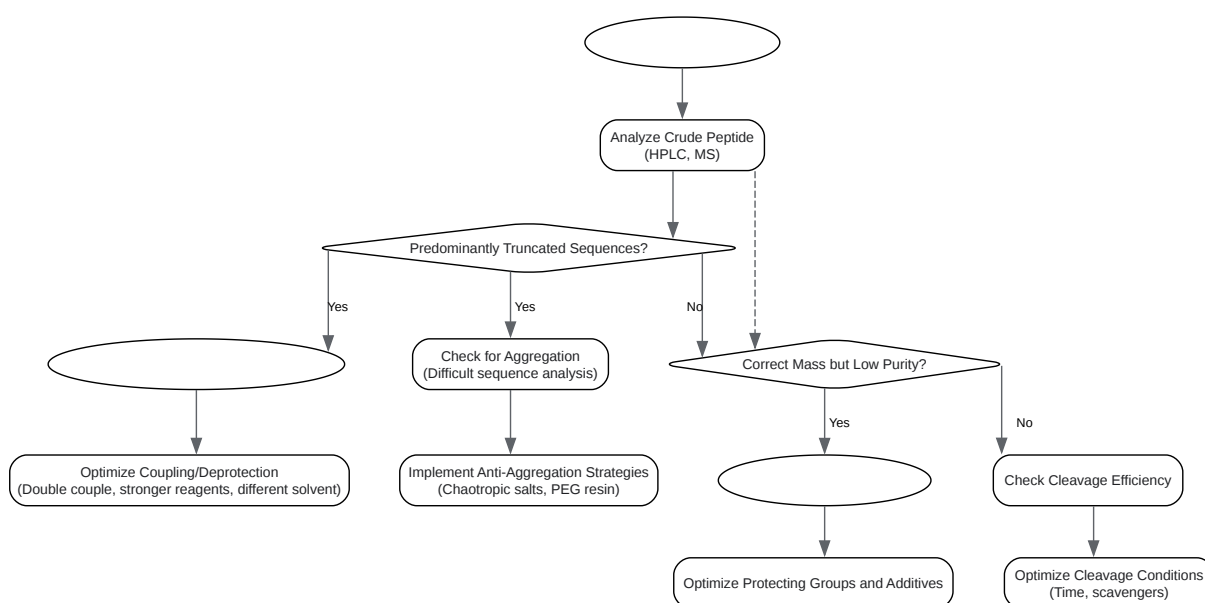 Analyze Crude Peptide
(HPLC, MS)
Predominantly Truncated Sequences?
Yes
Yes
No
Check for Aggregation
(Difficult sequence analysis)
Correct Mass but Low Purity?
Yes
No
Optimize Coupling/Deprotection
(Double couple, stronger reagents, different solvent)
Implement Anti-Aggregation Strategies
(Chaotropic salts, PEG resin)
Check Cleavage Efficiency
Optimize Protecting Groups and Additives
Optimize Cleavage Conditions
(Time, scavengers)